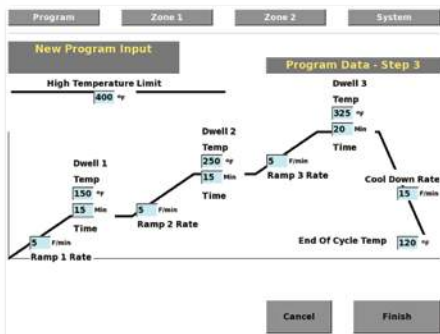 Program Zone 1 Zone 2 System
New Program Input
Program Data - Step 3
High Temperature Limit
400 °F
Dwell 3
Temp
325 °F
20 Min
Time
Dwell 2
Temp
250 °F
15 Min
Time
Dwell 1
Temp
150 °F
15 Min
Time
5 F/min
Ramp 1 Rate
5 F/min
Ramp 2 Rate
5 F/min
Ramp 3 Rate
Cool Down Rate
15 F/min
End Of Cycle Temp 120 °F
Cancel Finish